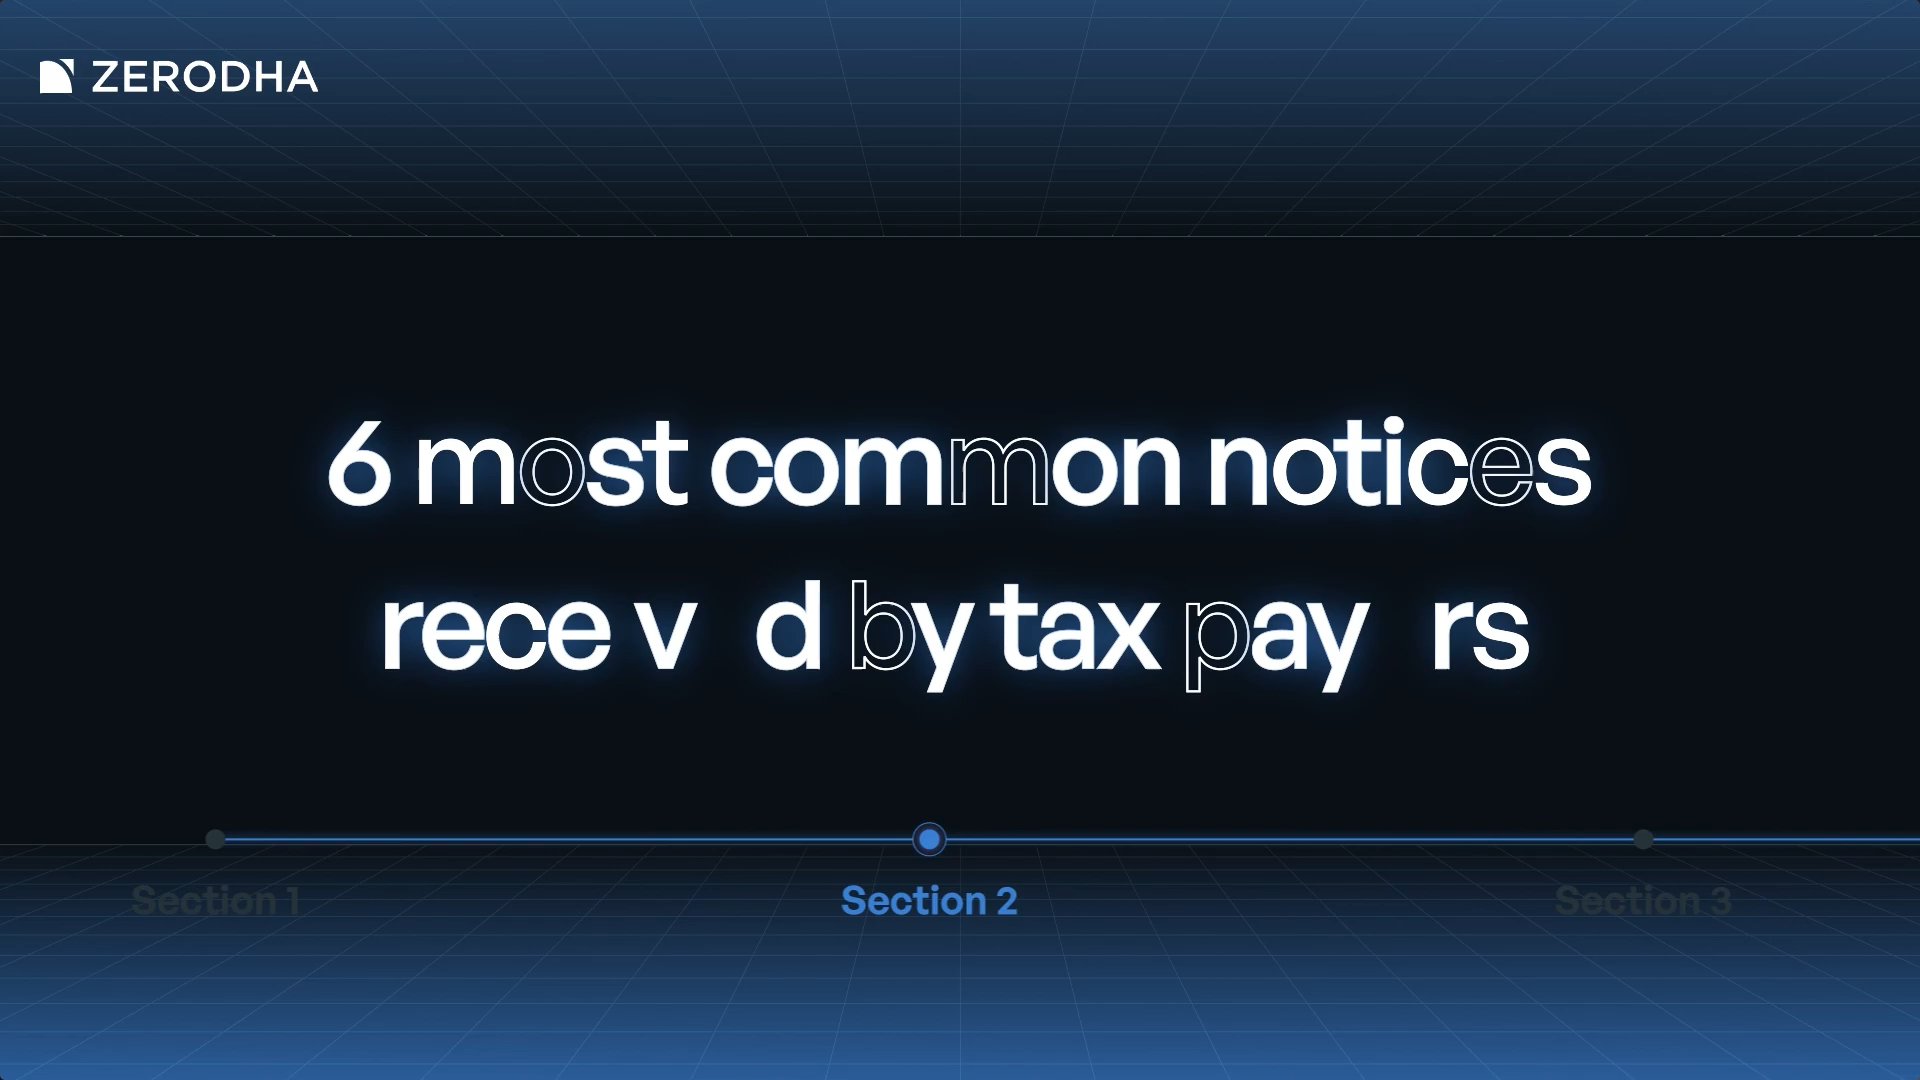 ZERODHA
6 most common notices
rece v d by tax pay rs
Section 1
Section 2
Section 3